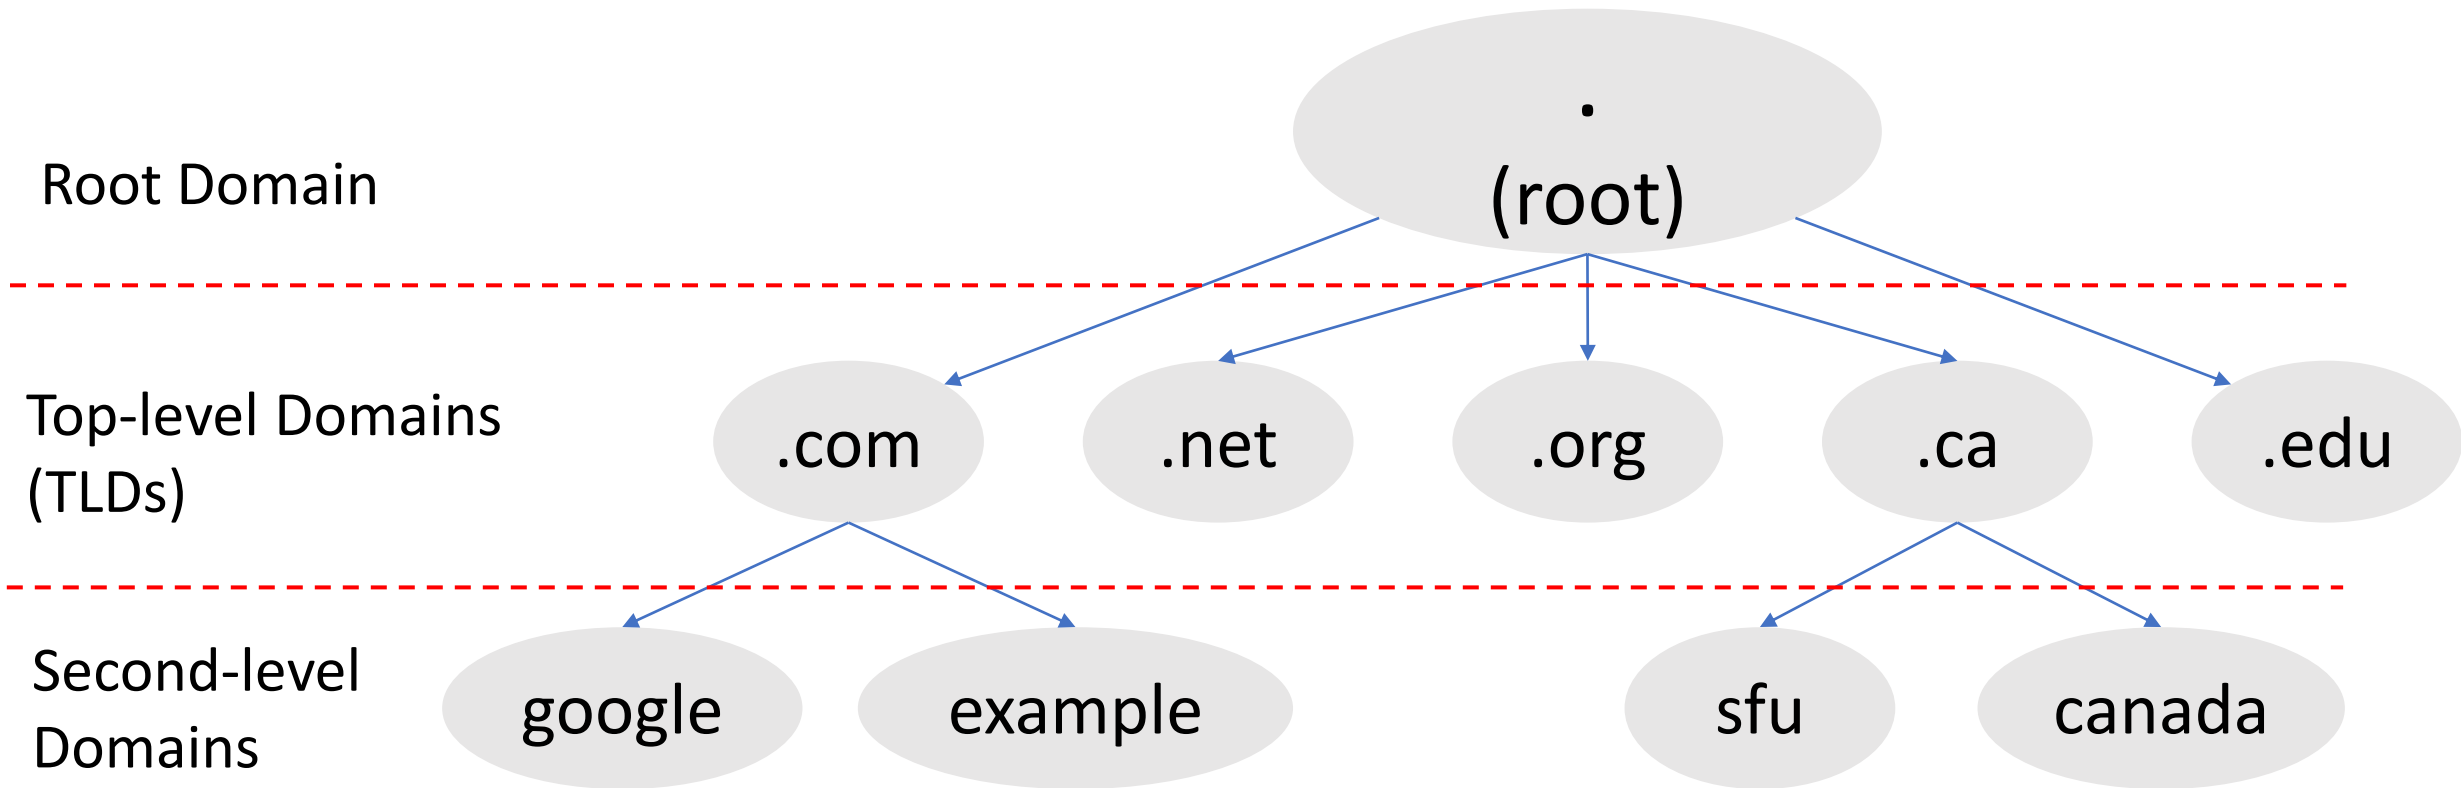 .
(root)
Root Domain
Top-level Domains
(TLDs)
.com
.net
.org
.ca
.edu
Second-level
Domains
google
example
sfu
canada